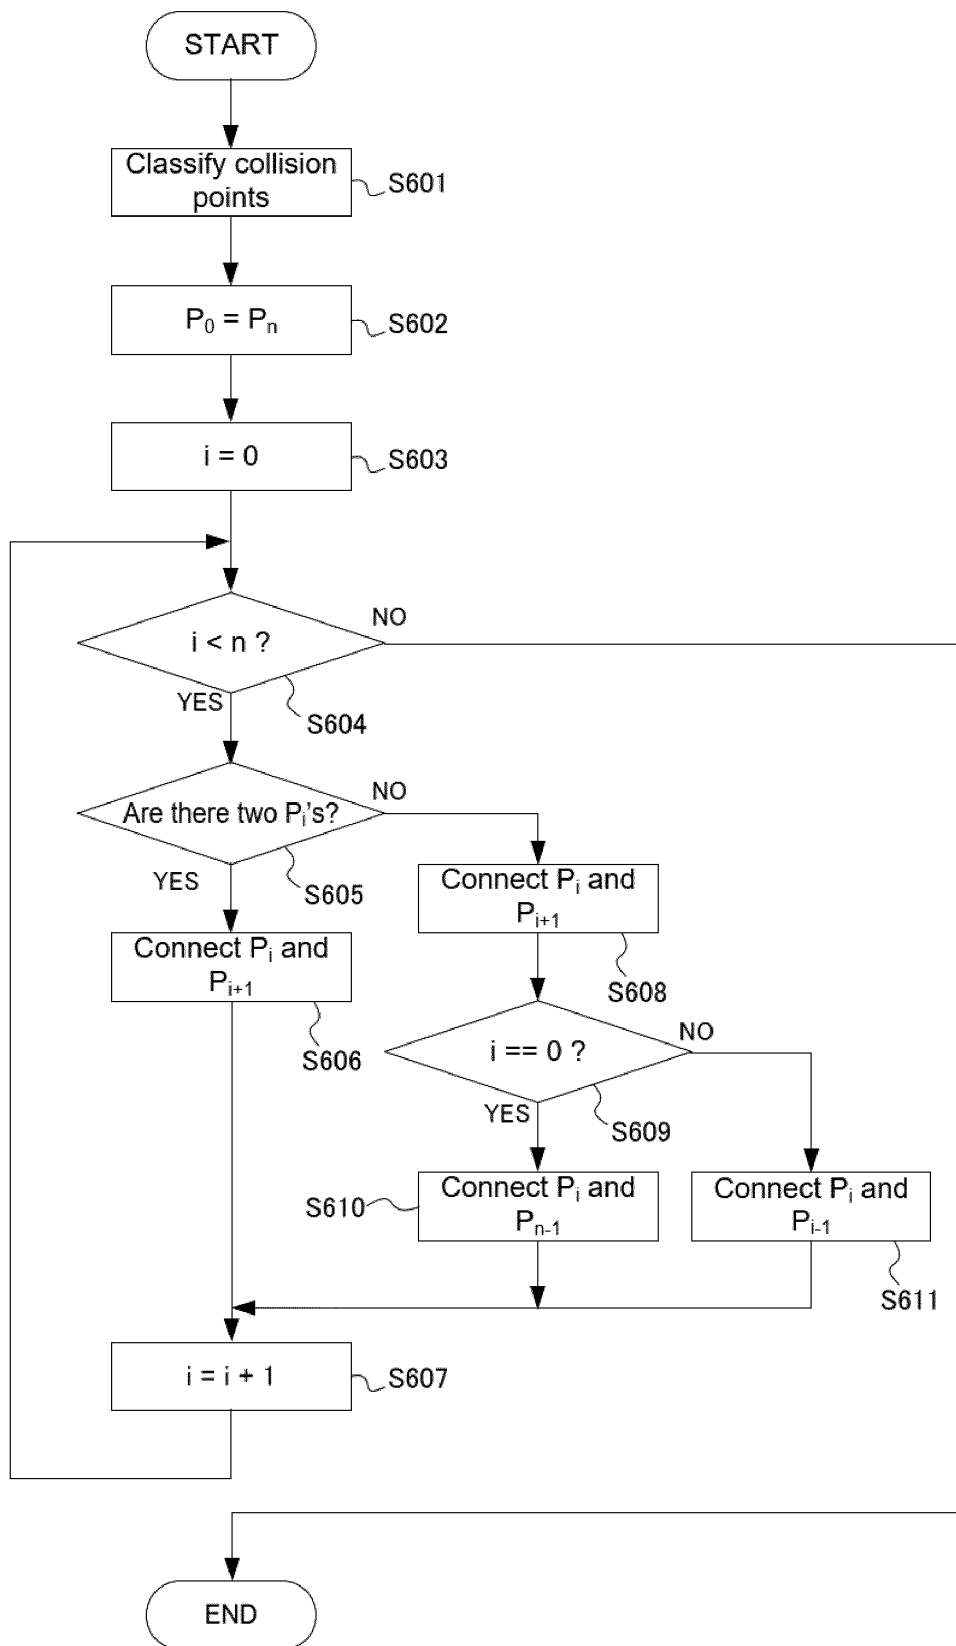 START
Classify collision
points
S601
P₀ = Pₙ
S602
i = 0
S603
i < n ?
NO
YES
S604
Are there two Pᵢ's?
NO
YES
S605
Connect Pᵢ and
Pᵢ₊₁
S606
Connect Pᵢ and
Pᵢ₊₁
S608
i == 0 ?
NO
YES
S609
S610
Connect Pᵢ and
Pₙ₋₁
Connect Pᵢ and
Pᵢ₋₁
S611
i = i + 1
S607
END